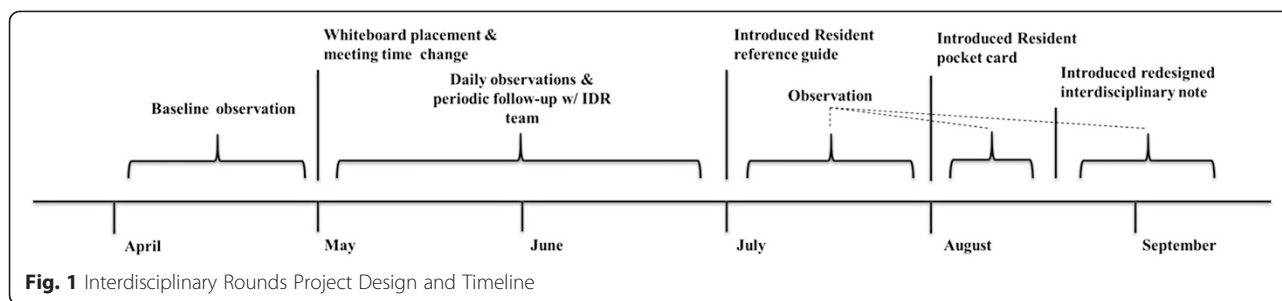 Whiteboard placement &
meeting time change
Introduced Resident
reference guide
Introduced Resident
pocket card
Introduced redesigned
interdisciplinary note
Baseline observation
Daily observations &
periodic follow-up w/ IDR
team
Observation
April
May
June
July
August
September
Fig. 1 Interdisciplinary Rounds Project Design and Timeline